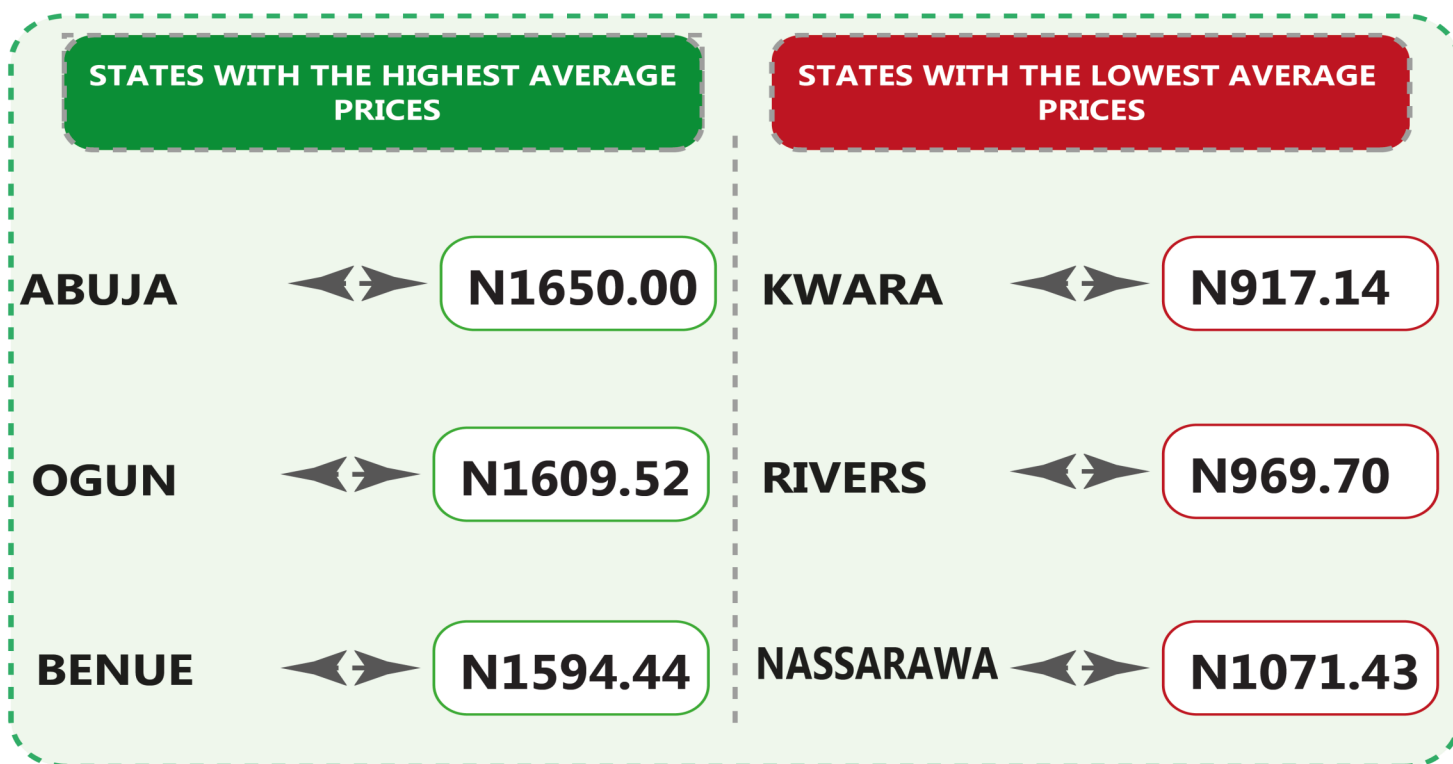 STATES WITH THE HIGHEST AVERAGE
PRICES
ABUJA N1650.00
OGUN N1609.52
BENUE N1594.44
STATES WITH THE LOWEST AVERAGE
PRICES
KWARA N917.14
RIVERS N969.70
NASSARAWA N1071.43